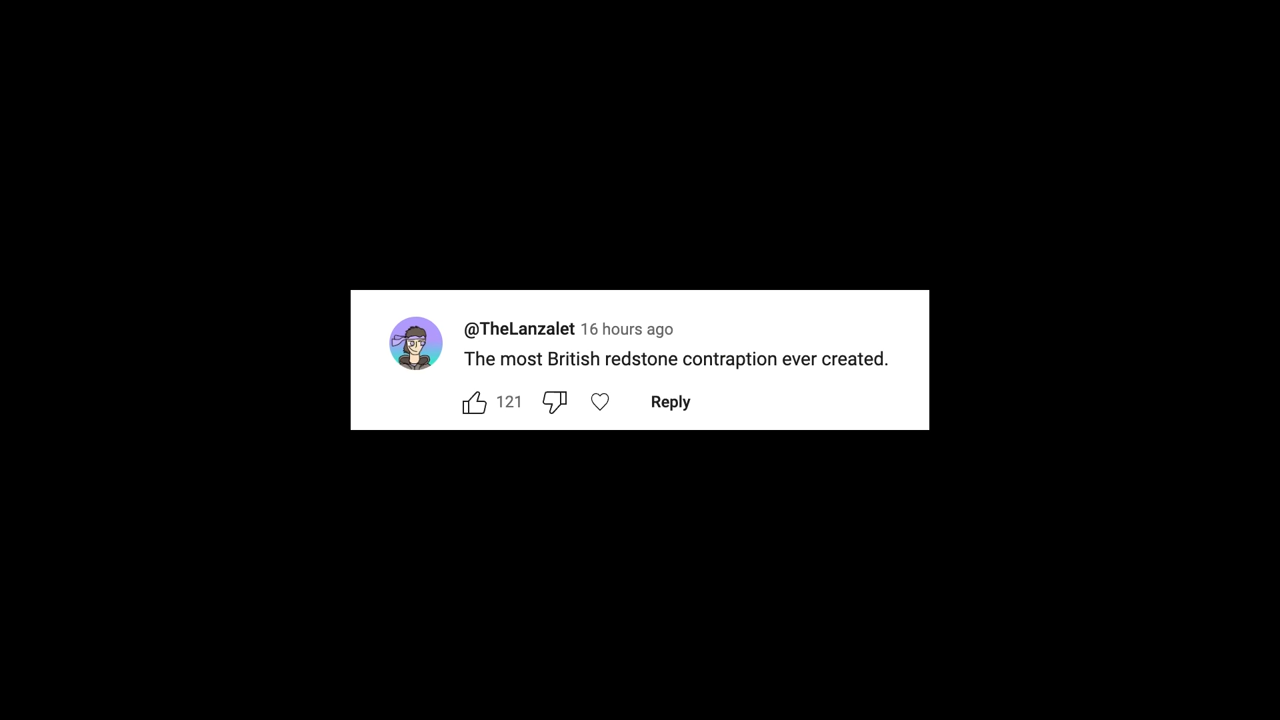 @TheLanzalet 16 hours ago
The most British redstone contraption ever created.
121 Reply